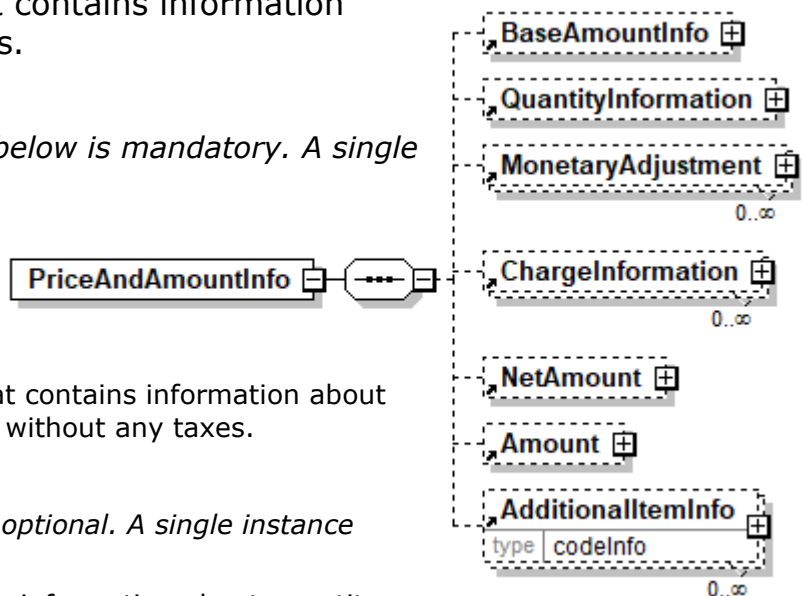 contains information
s.
below is mandatory. A single
at contains information about
without any taxes.
optional. A single instance
PriceAndAmountInfo
BaseAmountInfo
QuantityInformation
MonetaryAdjustment
0..∞
ChargeInformation
0..∞
NetAmount
Amount
AdditionalItemInfo
type codeInfo
0..∞